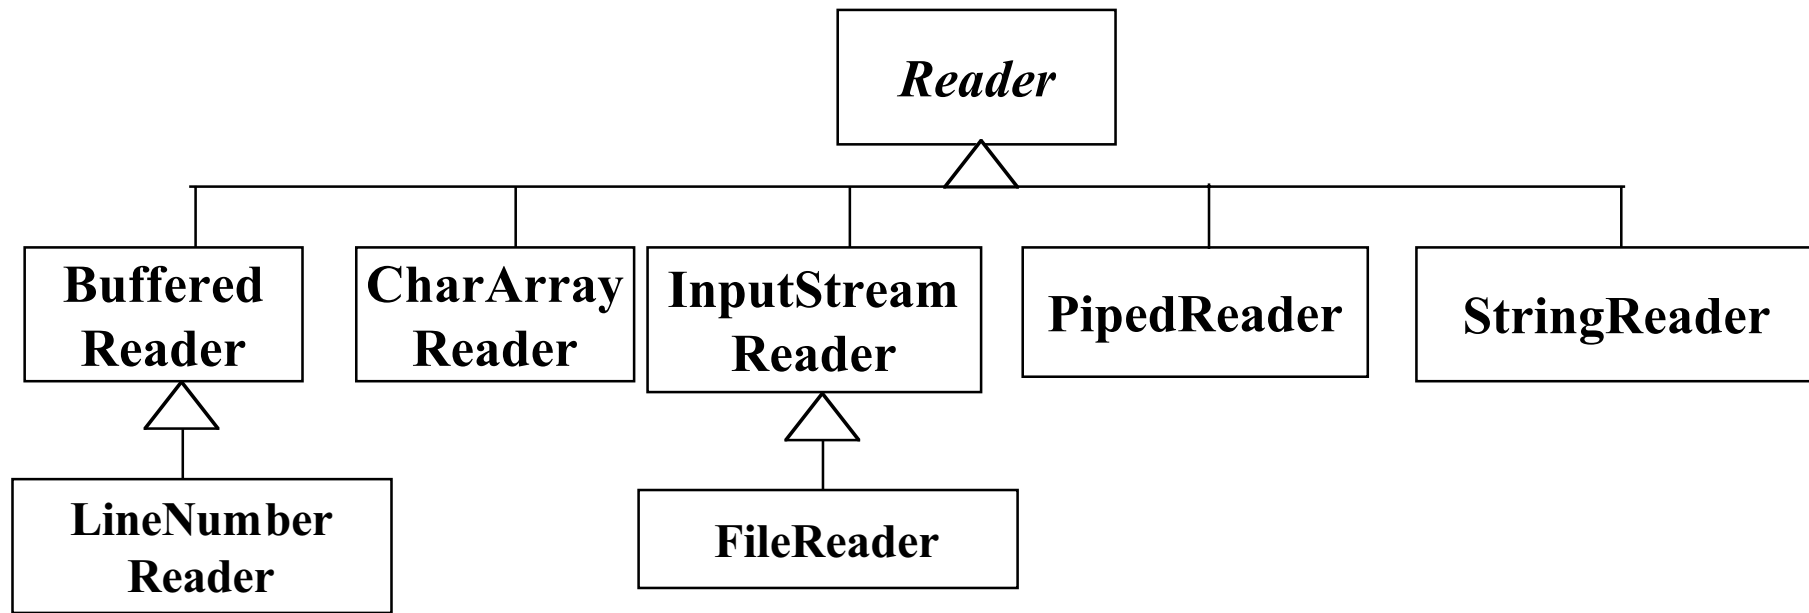 Reader
Buffered
Reader
CharArray
Reader
InputStream
Reader
PipedReader
StringReader
LineNumber
Reader
FileReader